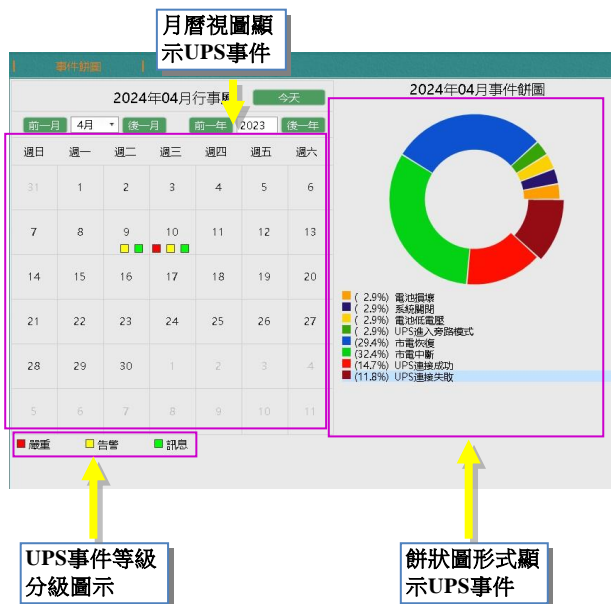 月曆視圖顯
示UPS事件
事件餅圖
2024年04月行事 今天
前一月 4月 後一月 前一年 2023 後一年
週日 週一 週二 週三 週四 週五 週六
31 1 2 3 4 5 6
7 8 9 10 11 12 13
14 15 16 17 18 19 20
21 22 23 24 25 26 27
28 29 30 1 2 3 4
5 6 7 8 9 10 11
嚴重 告警 訊息
2024年04月事件餅圖
( 2.9%) 電池損壞
( 2.9%) 系統關閉
( 2.9%) 電池低電壓
( 2.9%) UPS進入旁路模式
(29.4%) 市電恢復
(32.4%) 市電中斷
(14.7%) UPS連接成功
(11.8%) UPS連接失敗
UPS事件等級
分級圖示
餅狀圖形式顯
示UPS事件